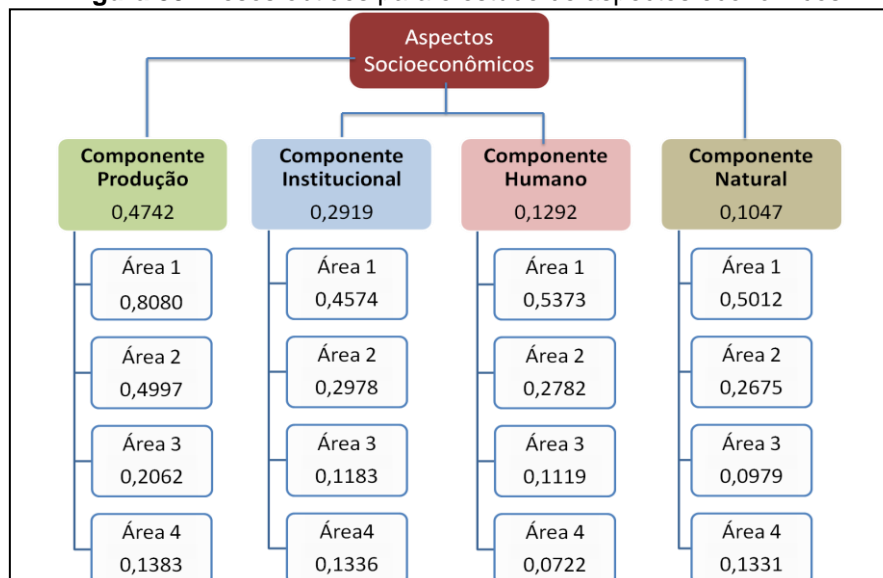 Aspectos
Socioeconômicos
Componente
Produção
0,4742
Área 1
0,8080
Área 2
0,4997
Área 3
0,2062
Área 4
0,1383
Componente
Institucional
0,2919
Área 1
0,4574
Área 2
0,2978
Área 3
0,1183
Área4
0,1336
Componente
Humano
0,1292
Área 1
0,5373
Área 2
0,2782
Área 3
0,1119
Área 4
0,0722
Componente
Natural
0,1047
Área 1
0,5012
Área 2
0,2675
Área 3
0,0979
Área 4
0,1331